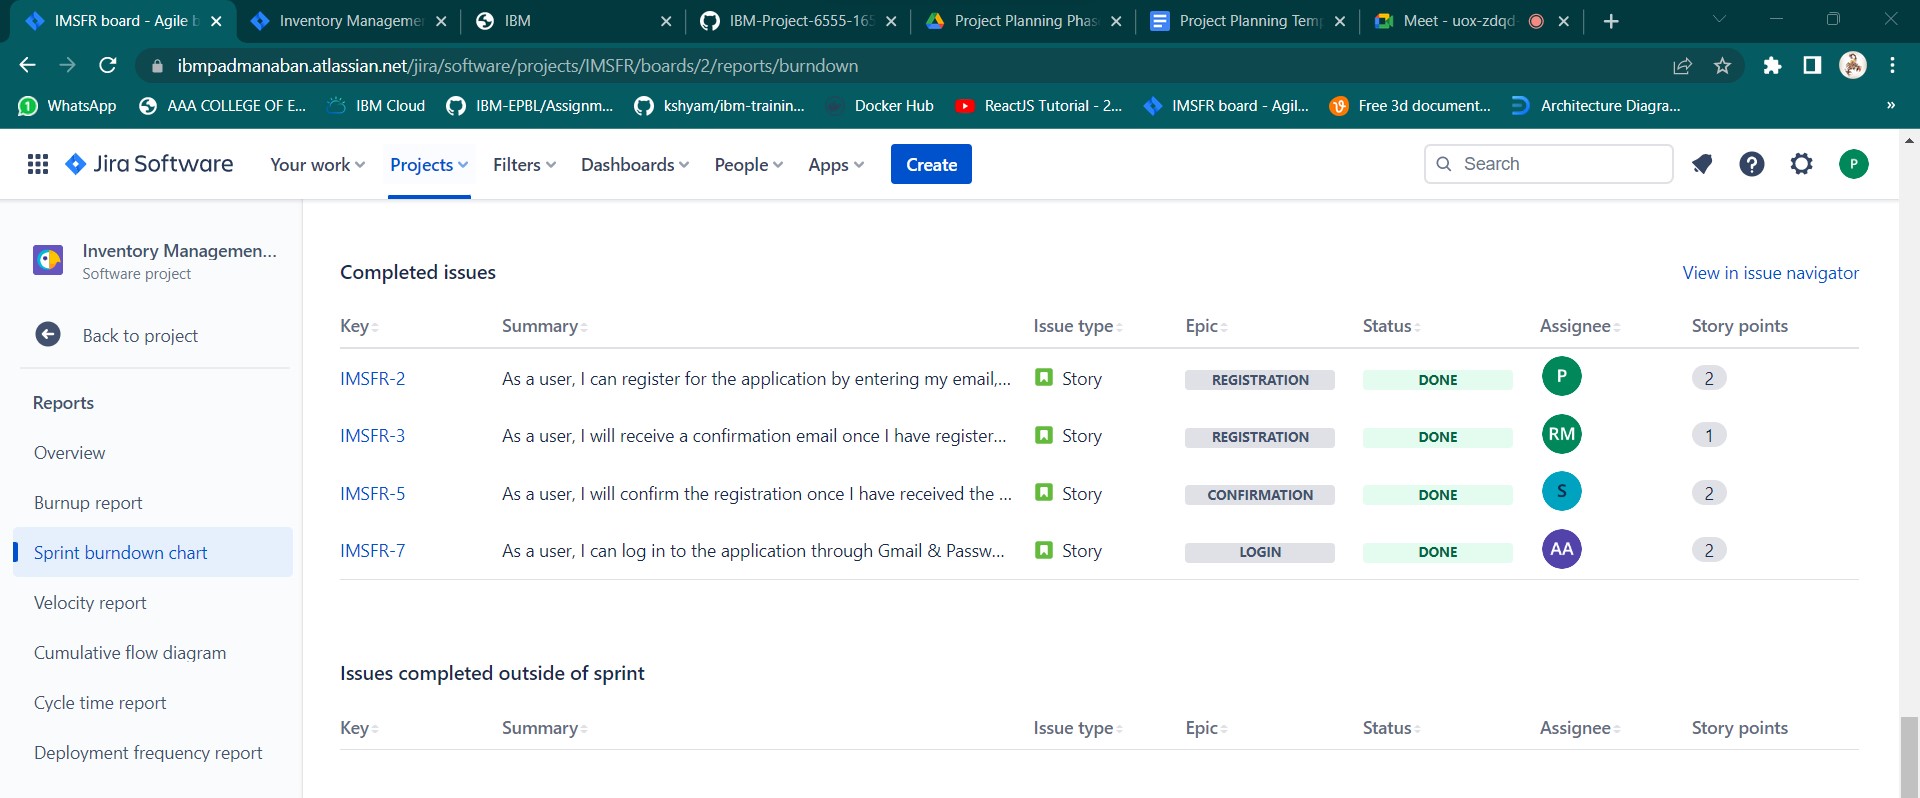 IMSFR board - Agile b
Inventory Manageme
IBM
IBM-Project-6555-165
Project Planning Phas
Project Planning Temp
Meet - uox-zdqd-
ibmpadmanaban.atlassian.net/jira/software/projects/IMSFR/boards/2/reports/burndown
1 WhatsApp
AAA COLLEGE OF E...
IBM Cloud
IBM-EPBL/Assignm...
kshyam/ibm-trainin...
Docker Hub
ReactJS Tutorial - 2...
IMSFR board - Agil...
Free 3d document...
Architecture Diagra...
»
Jira Software
Your work
Projects
Filters
Dashboards
People
Apps
Create
Search
P
Inventory Managemen...
Software project
Back to project
Reports
Overview
Burnup report
Sprint burndown chart
Velocity report
Cumulative flow diagram
Cycle time report
Deployment frequency report
Completed issues
View in issue navigator
Key Summary Issue type Epic Status Assignee Story points
IMSFR-2 As a user, I can register for the application by entering my email,... Story REGISTRATION DONE P 2
IMSFR-3 As a user, I will receive a confirmation email once I have register... Story REGISTRATION DONE RM 1
IMSFR-5 As a user, I will confirm the registration once I have received the ... Story CONFIRMATION DONE S 2
IMSFR-7 As a user, I can log in to the application through Gmail & Passw... Story LOGIN DONE AA 2
Issues completed outside of sprint
Key Summary Issue type Epic Status Assignee Story points